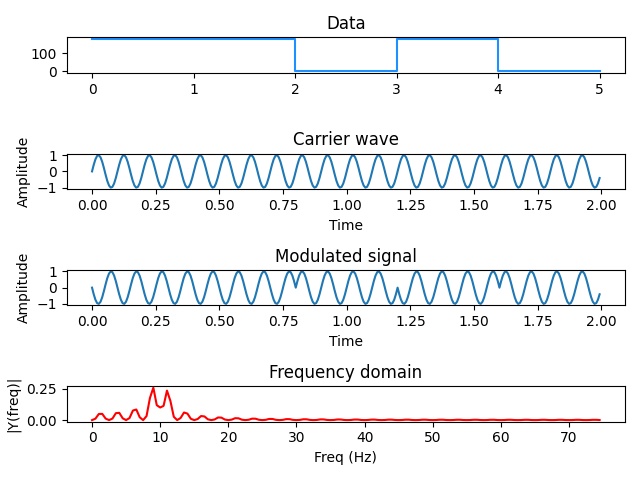 Data
100
0
0 1 2 3 4 5
Carrier wave
Amplitude
1
0
−1
0.00 0.25 0.50 0.75 1.00 1.25 1.50 1.75 2.00
Time
Modulated signal
Amplitude
1
0
−1
0.00 0.25 0.50 0.75 1.00 1.25 1.50 1.75 2.00
Time
Frequency domain
|Y(freq)|
0.25
0.00
0 10 20 30 40 50 60 70
Freq (Hz)